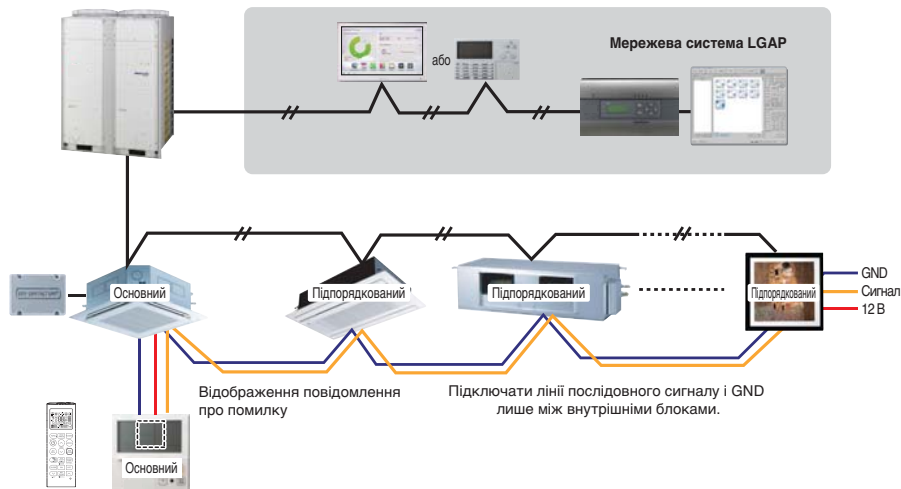 Мережева система LGAP
або
Основний
Підпорядкований
Підпорядкований
Підпорядкований
GND
Сигнал
12 В
Відображення повідомлення
про помилку
Підключати лінії послідовного сигналу і GND
лише між внутрішніми блоками.
Основний